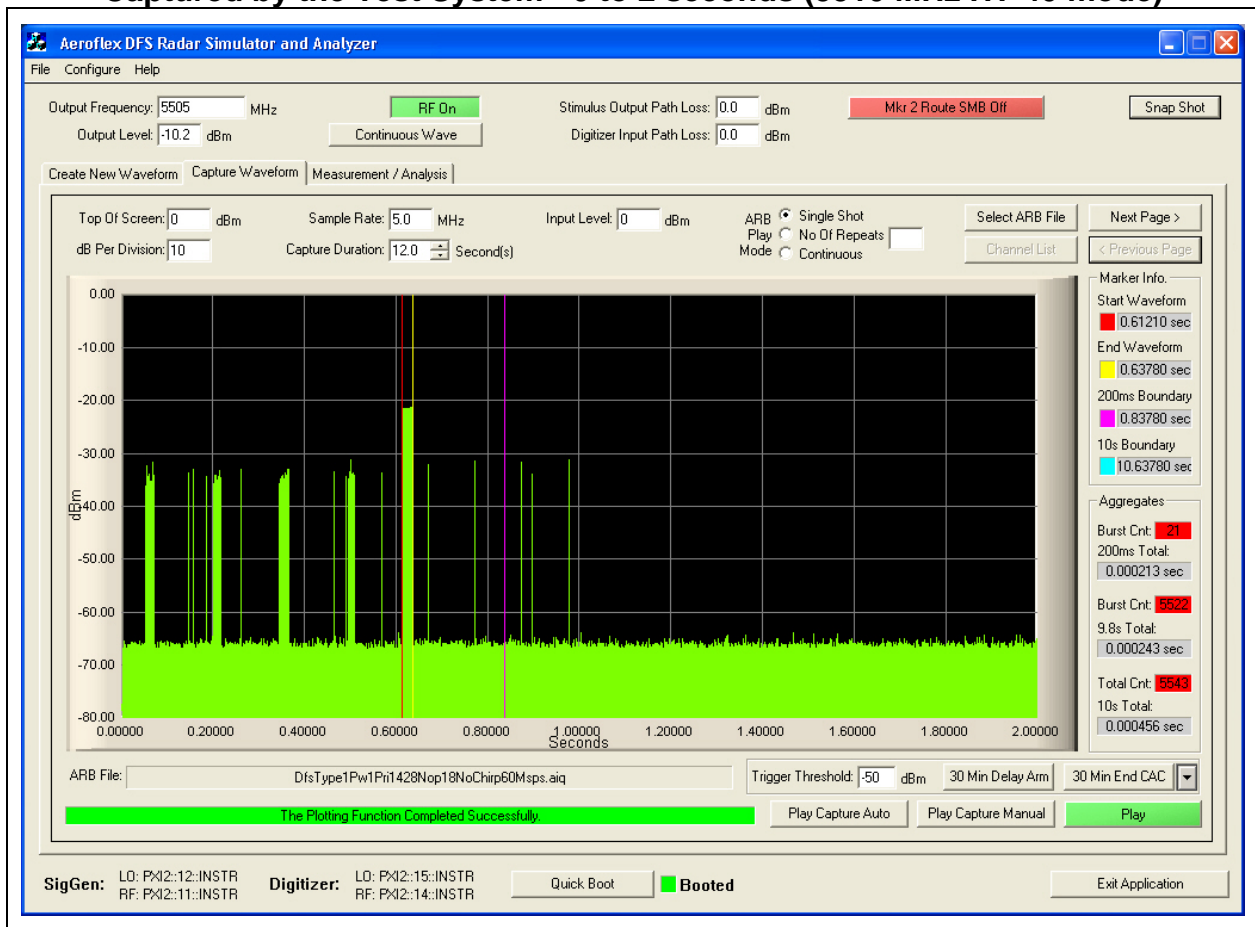 Aeroflex DFS Radar Simulator and Analyzer
File Configure Help
Output Frequency: 5505 MHz RF On Stimulus Output Path Loss: 0.0 dBm Mkr 2 Route SMB Off Snap Shot
Output Level: -10.2 dBm Continuous Wave Digitizer Input Path Loss: 0.0 dBm
Create New Waveform Capture Waveform Measurement / Analysis
Top Of Screen: 0 dBm Sample Rate: 5.0 MHz Input Level: 0 dBm ARB Play Mode Single Shot Select ARB File Next Page >
No Of Repeats
dB Per Division: 10 Capture Duration: 12.0 Second(s) Continuous Channel List < Previous Page
Marker Info.
Start Waveform
0.61210 sec
End Waveform
0.63780 sec
200ms Boundary
0.83780 sec
10s Boundary
10.63780 sec
Aggregates
Burst Cnt: 21
200ms Total:
0.000213 sec
Burst Cnt: 5522
9.8s Total:
0.000243 sec
Total Cnt: 5543
10s Total:
0.000456 sec
0.00
-10.00
-20.00
-30.00
-40.00
-50.00
-60.00
-70.00
-80.00
dBm
0.00000 0.20000 0.40000 0.60000 0.80000 1.00000 1.20000 1.40000 1.60000 1.80000 2.00000
Seconds
ARB File: DfsType1Pw1Pri1428Nop18NoChirp60Msps.aiq Trigger Threshold: -50 dBm 30 Min Delay Arm 30 Min End CAC
The Plotting Function Completed Successfully. Play Capture Auto Play Capture Manual Play
SigGen: LO: PXI2::12::INSTR Digitizer: LO: PXI2::15::INSTR Quick Boot Booted Exit Application
RF: PXI2::11::INSTR RF: PXI2::14::INSTR